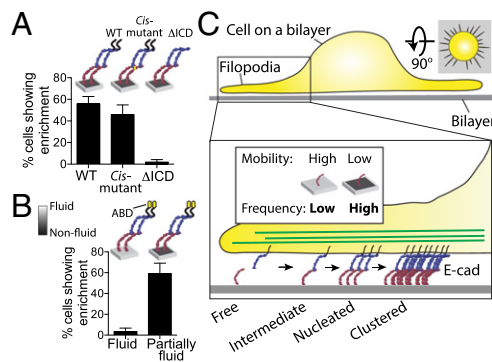 A
WT
Cis-
mutant
ΔICD
% cells showing
enrichment
80
60
40
20
0
WT
Cis-
mutant
ΔICD
B
Fluid
Non-fluid
ABD
% cells showing
enrichment
80
60
40
20
0
Fluid
Partially
fluid
C
Cell on a bilayer
Filopodia
90°
Bilayer
Mobility: High Low
Frequency: Low High
E-cad
Free
Intermediate
Nucleated
Clustered